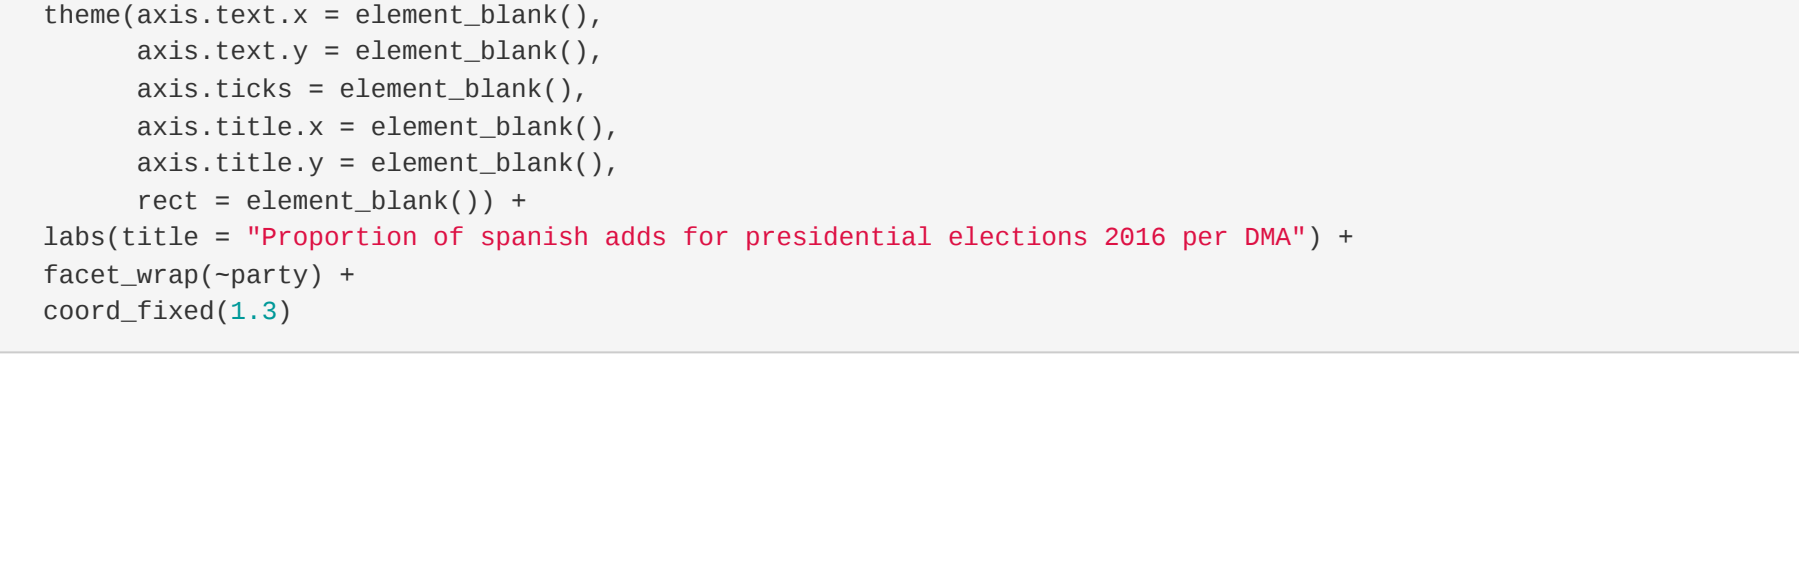 theme(axis.text.x = element_blank(),
axis.text.y = element_blank(),
axis.ticks = element_blank(),
axis.title.x = element_blank(),
axis.title.y = element_blank(),
rect = element_blank()) +
labs(title = "Proportion of spanish adds for presidential elections 2016 per DMA") +
facet_wrap(~party) +
coord_fixed(1.3)